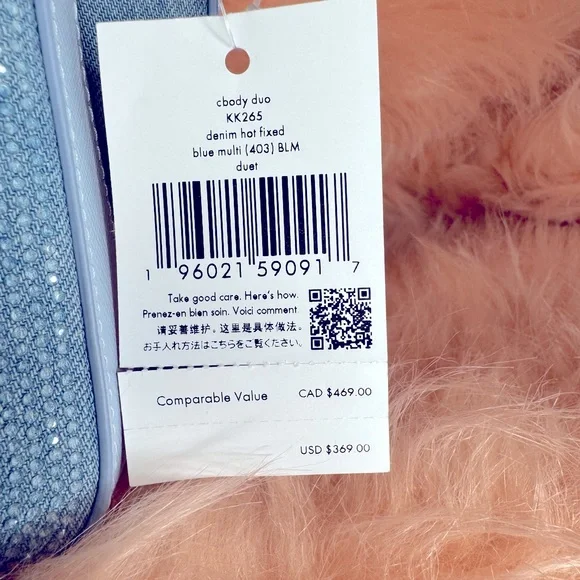 cbody duo
KK265
denim hot fixed
blue multi (403) BLM
duet
1 96021 59091 7
Take good care. Here's how.
Prenez-en bien soin. Voici comment
请妥善维护。这里是具体做法。
お手入れ方法はこちらをご覧ください。
Comparable Value CAD $469.00
USD $369.00